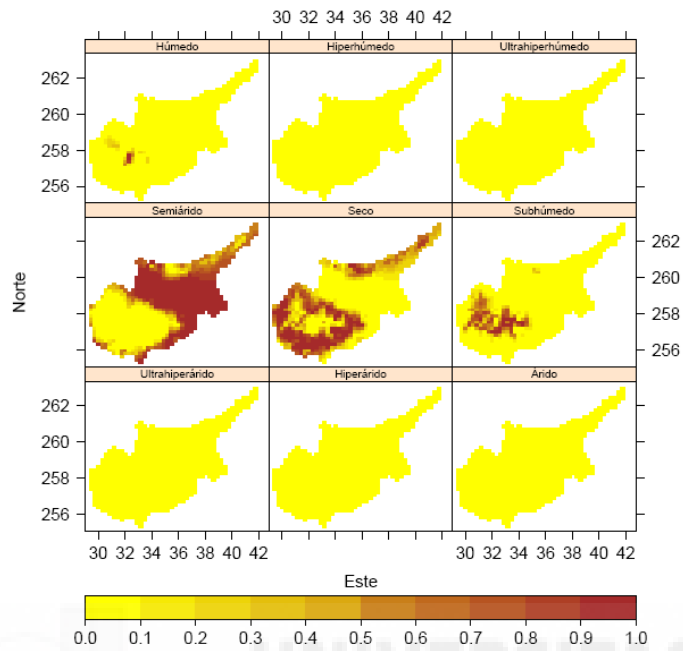 30 32 34 36 38 40 42
Húmedo Hiperhúmedo Ultrahiperhúmedo
262
260
258
256
Semiárido Seco Subhúmedo
262
260
258
256
Norte
Ultrahiperárido Hiperárido Árido
262
260
258
256
30 32 34 36 38 40 42 30 32 34 36 38 40 42
Este
0.0 0.1 0.2 0.3 0.4 0.5 0.6 0.7 0.8 0.9 1.0